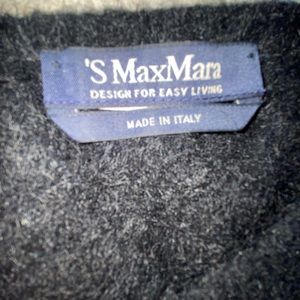 'S MaxMara
DESIGN FOR EASY LIVING
MADE IN ITALY